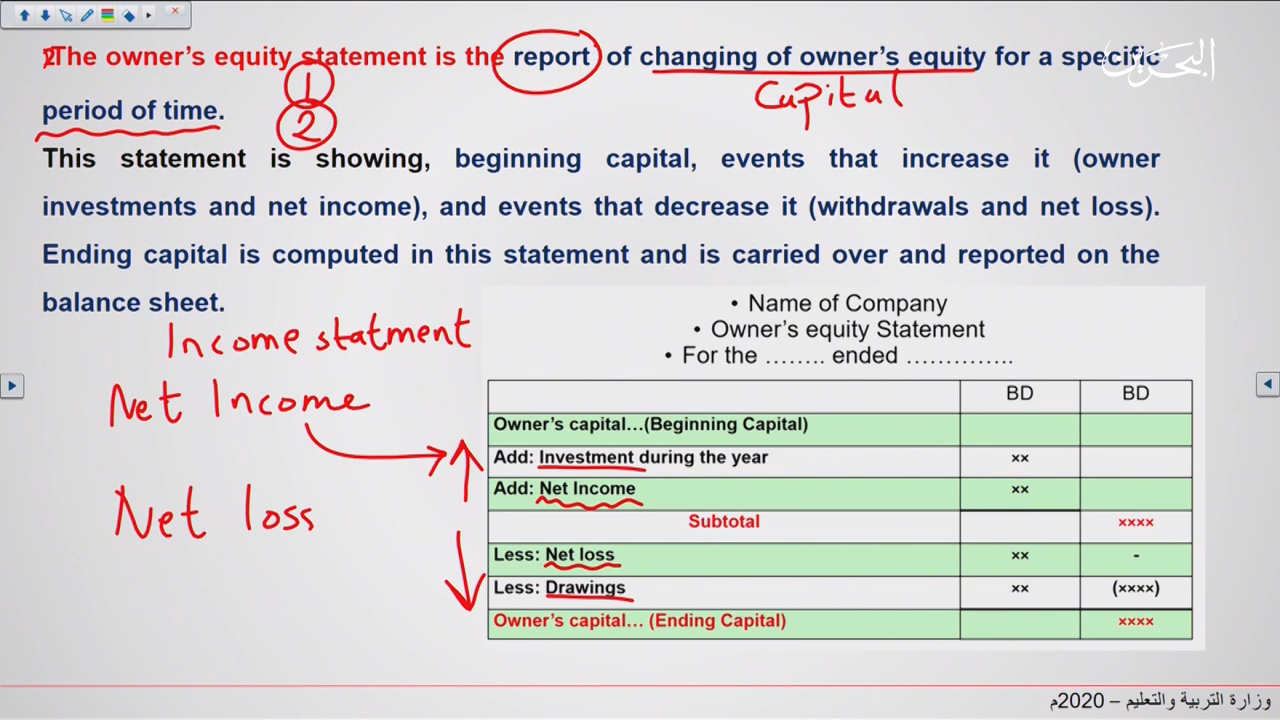 2. The owner's equity statement is the report of changing of owner's equity for a specific
period of time.
1
Capital
2
This statement is showing, beginning capital, events that increase it (owner
investments and net income), and events that decrease it (withdrawals and net loss).
Ending capital is computed in this statement and is carried over and reported on the
balance sheet.
Income statment
Net Income
Net loss
• Name of Company
• Owner's equity Statement
• For the …….. ended …………..
BD BD
Owner's capital…(Beginning Capital)
Add: Investment during the year ××
Add: Net Income ××
Subtotal ××××
Less: Net loss ×× -
Less: Drawings ×× (××××)
Owner's capital… (Ending Capital) ××××
وزارة التربية والتعليم – 2020م
البحرين